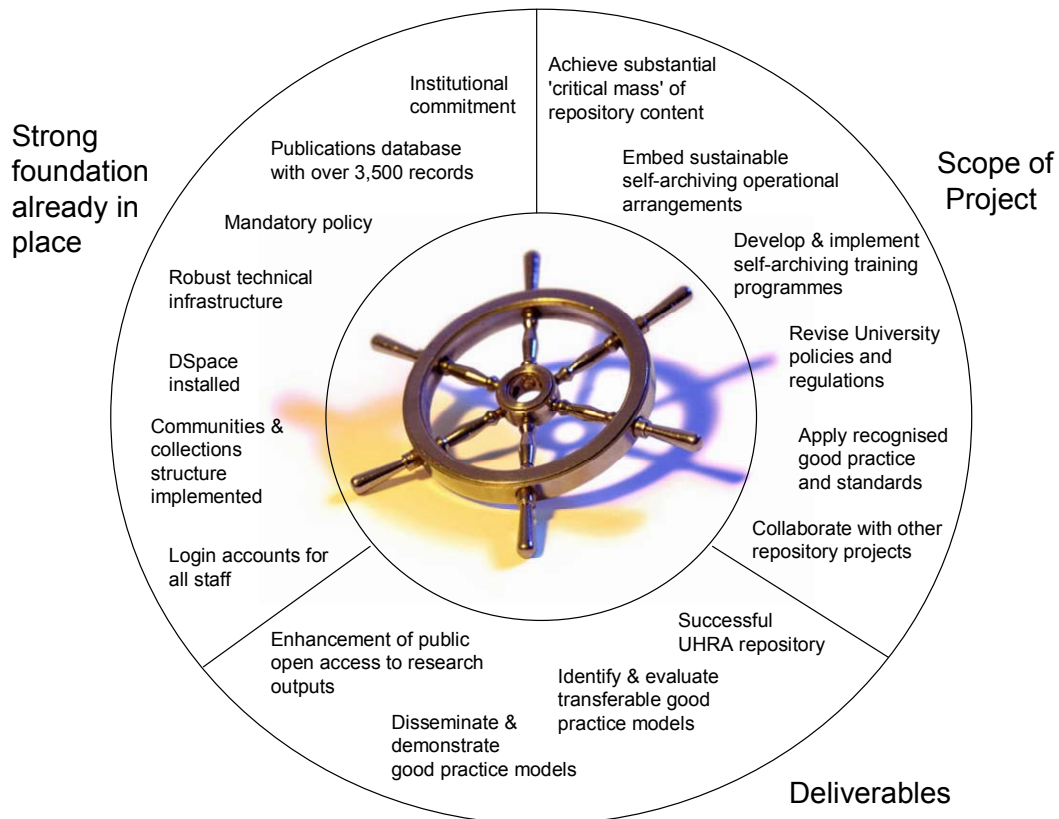 Strong
foundation
already in
place
Institutional
commitment
Publications database
with over 3,500 records
Mandatory policy
Robust technical
infrastructure
DSpace
installed
Communities &
collections
structure
implemented
Login accounts for
all staff
Scope of
Project
Achieve substantial
'critical mass' of
repository content
Embed sustainable
self-archiving operational
arrangements
Develop & implement
self-archiving training
programmes
Revise University
policies and
regulations
Apply recognised
good practice
and standards
Collaborate with other
repository projects
Deliverables
Successful
UHRA repository
Identify & evaluate
transferable good
practice models
Disseminate &
demonstrate
good practice models
Enhancement of public
open access to research
outputs